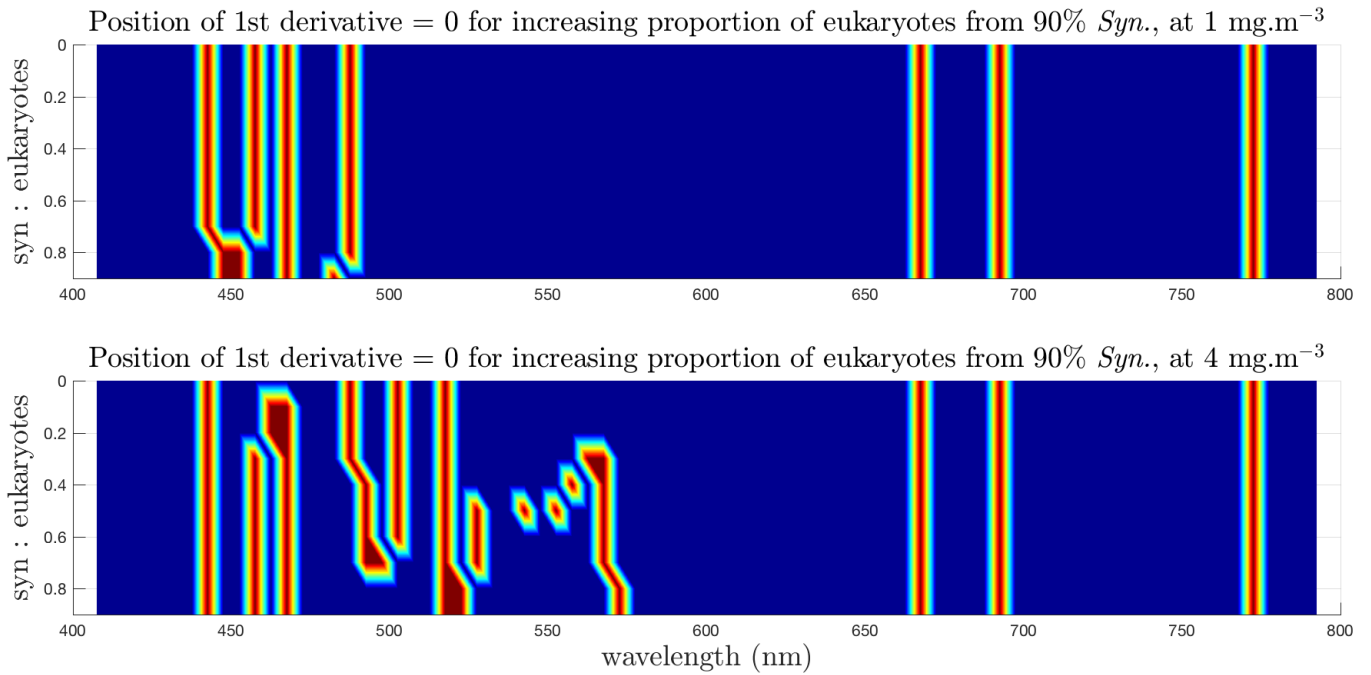 Position of 1st derivative = 0 for increasing proportion of eukaryotes from 90% Syn., at 1 mg.m⁻³
syn : eukaryotes
0
0.2
0.4
0.6
0.8
400 450 500 550 600 650 700 750 800
Position of 1st derivative = 0 for increasing proportion of eukaryotes from 90% Syn., at 4 mg.m⁻³
syn : eukaryotes
0
0.2
0.4
0.6
0.8
400 450 500 550 600 650 700 750 800
wavelength (nm)